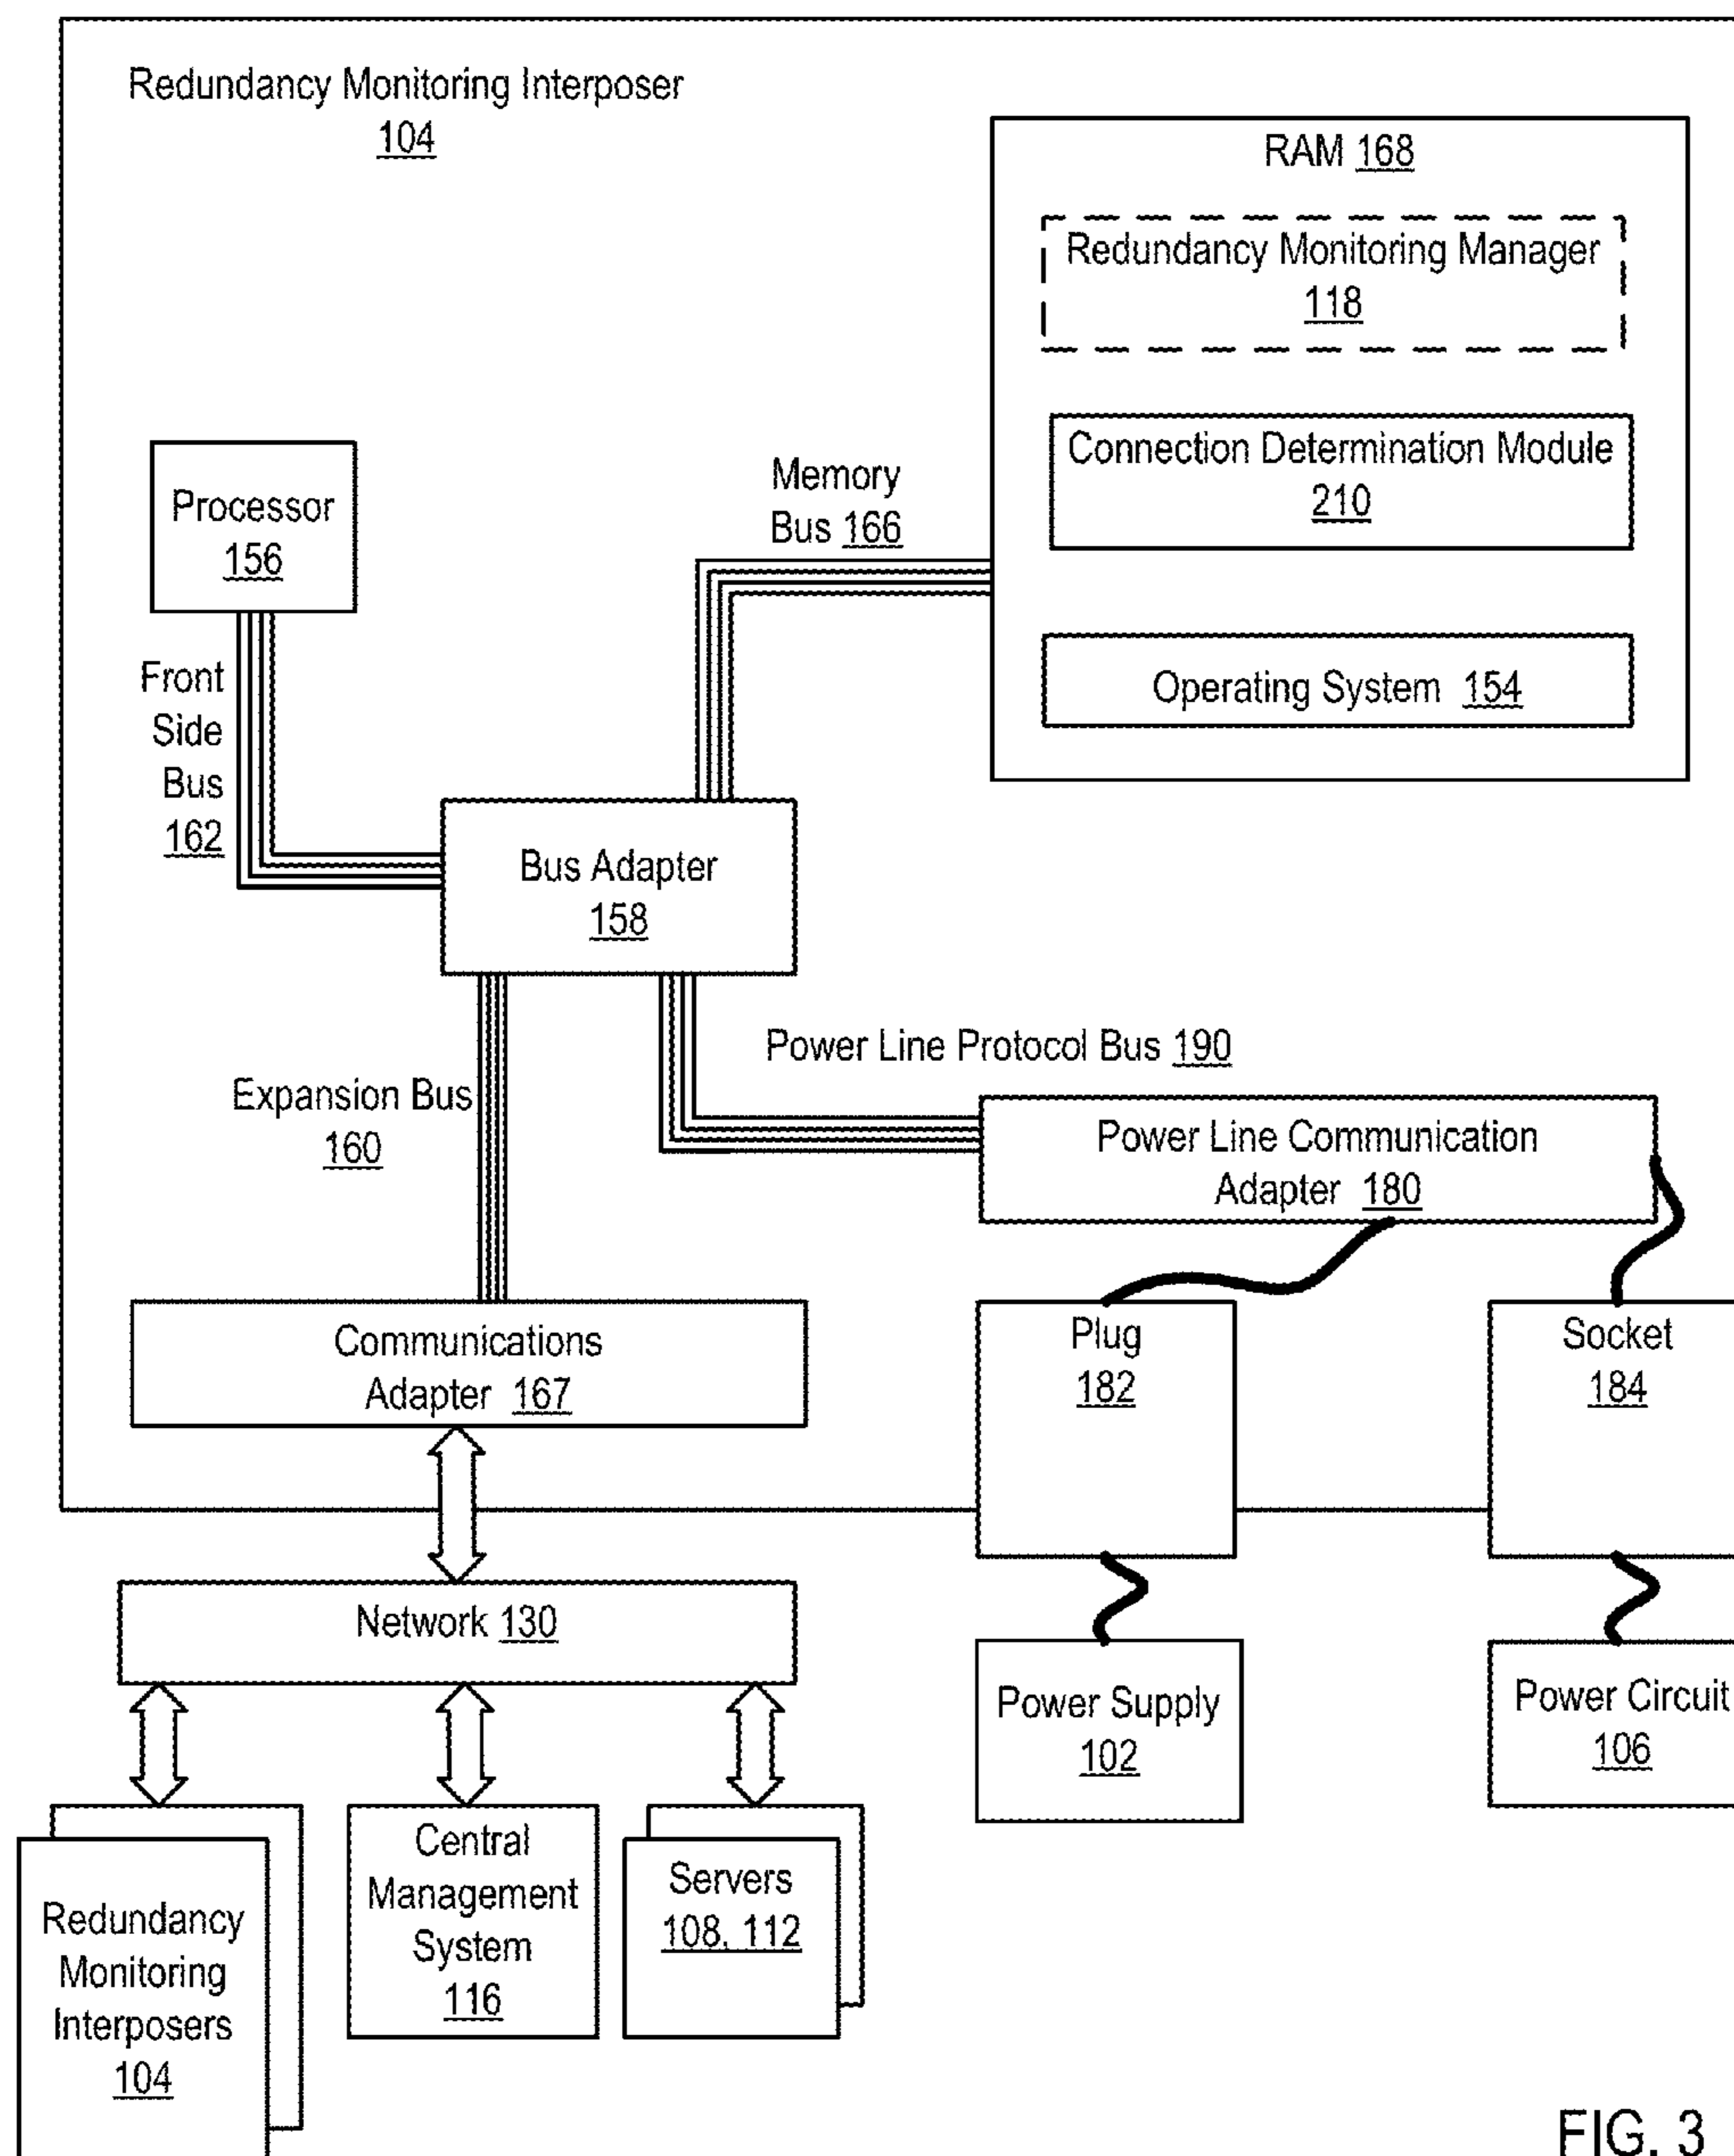 Redundancy Monitoring Interposer
104
RAM 168
Redundancy Monitoring Manager
118
Connection Determination Module
210
Operating System 154
Memory
Bus 166
Processor
156
Front
Side
Bus
162
Bus Adapter
158
Power Line Protocol Bus 190
Expansion Bus
160
Power Line Communication
Adapter 180
Communications
Adapter 167
Plug
182
Socket
184
Network 130
Power Supply
102
Power Circuit
106
Redundancy
Monitoring
Interposers
104
Central
Management
System
116
Servers
108, 112
FIG. 3